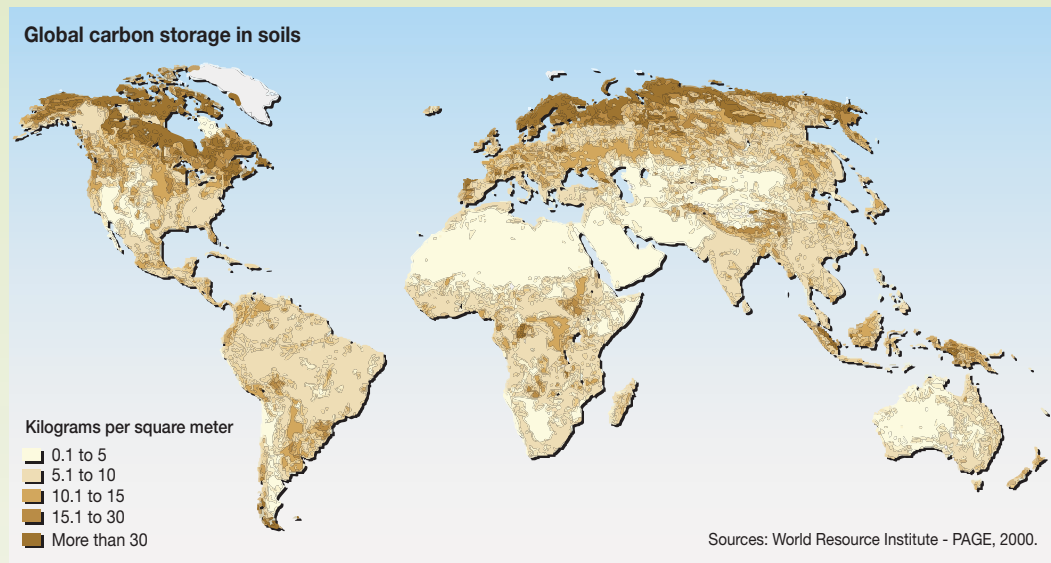 Global carbon storage in soils
Kilograms per square meter
0.1 to 5
5.1 to 10
10.1 to 15
15.1 to 30
More than 30
Sources: World Resource Institute - PAGE, 2000.